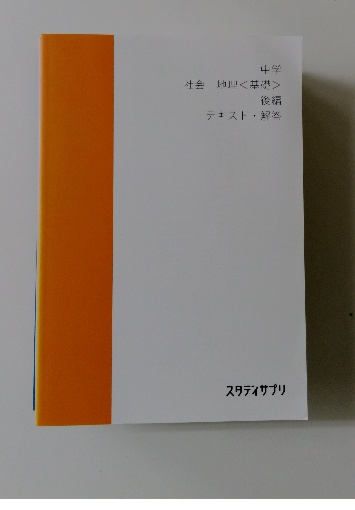 中学
社会　地理＜基礎＞
後編
テキスト・解答
スタディサプリ